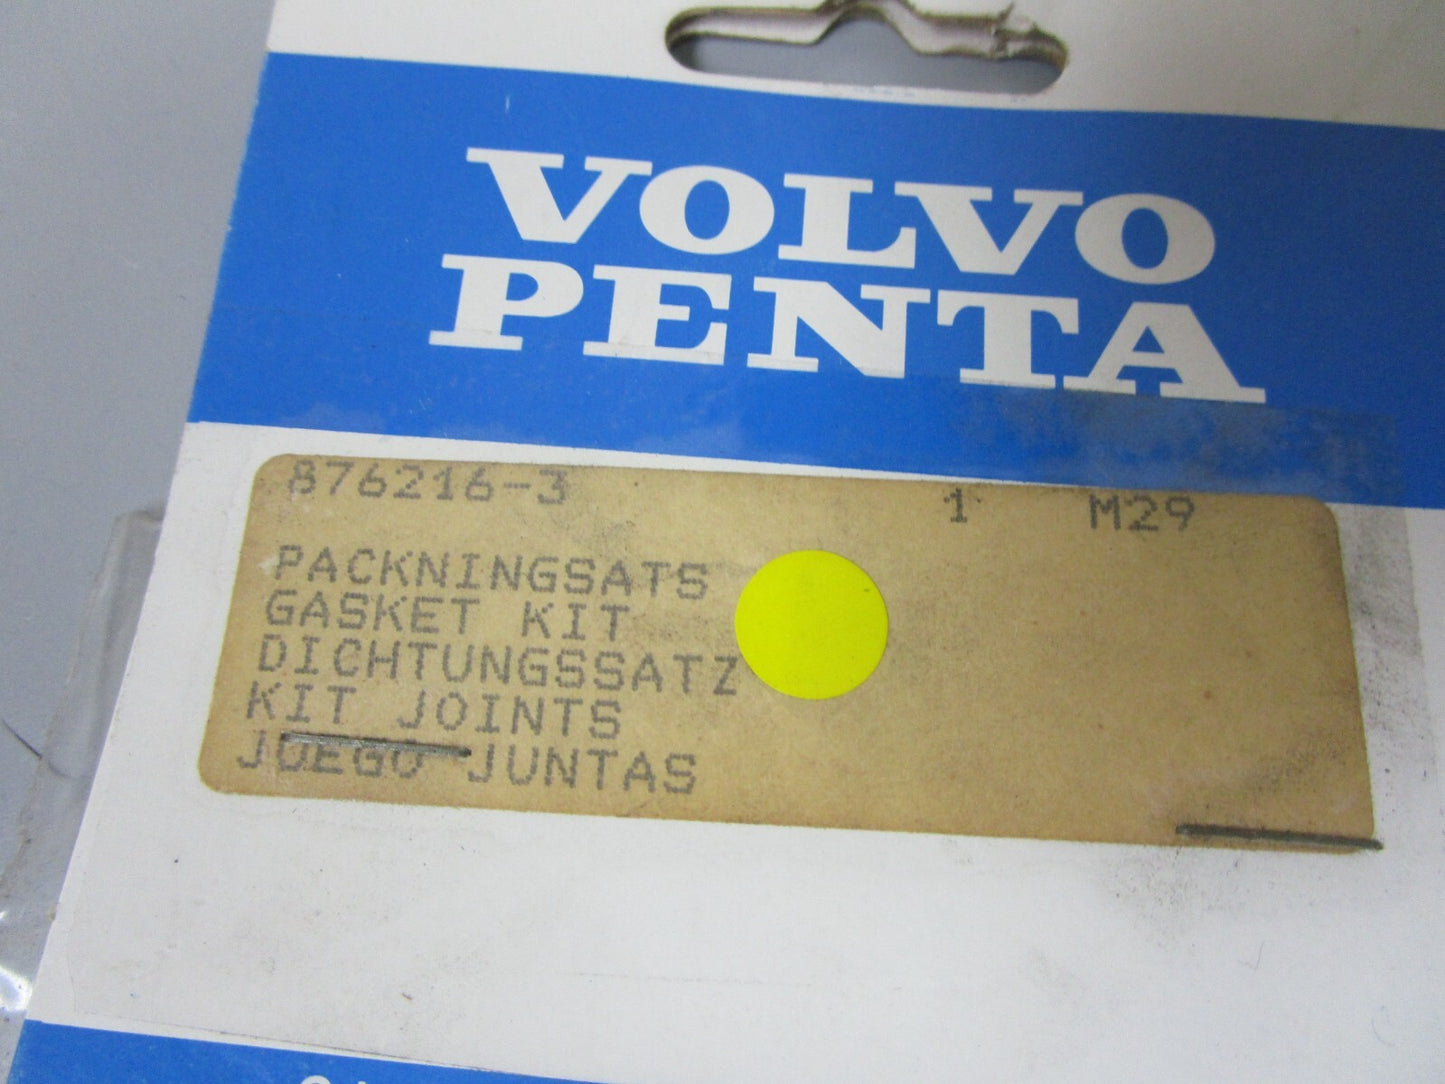 VOLVO
PENTA
876216-3 1 M29
PACKNINGSATS
GASKET KIT
DICHTUNGSSATZ
KIT JOINTS
JUEGO JUNTAS